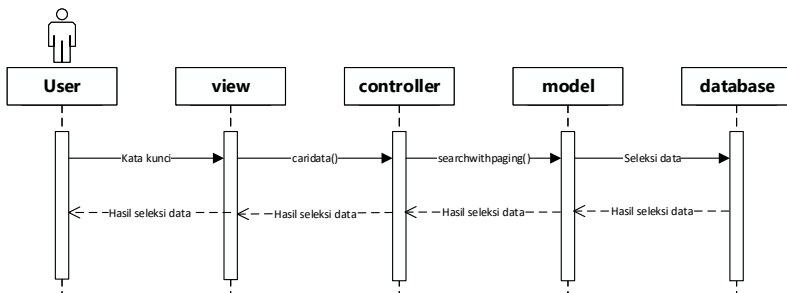 User
view
controller
model
database
Kata kunci
caridata()
searchwithpaging()
Seleksi data
Hasil seleksi data
Hasil seleksi data
Hasil seleksi data
Hasil seleksi data